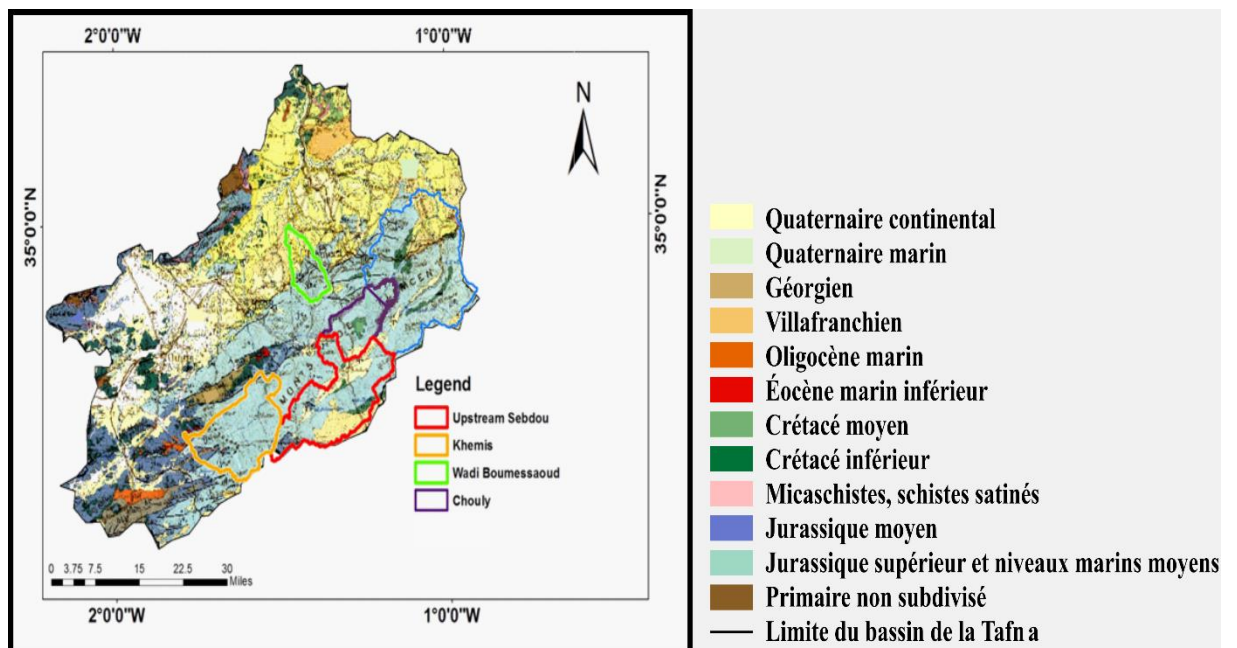 2°0'0"W
1°0'0"W
N
35°0'0"N
35°0'0"N
Legend
Upstream Sebdou
Khemis
Wadi Boumessaoud
Chouly
0 3.75 7.5 15 22.5 30
Miles
2°0'0"W
1°0'0"W
Quaternaire continental
Quaternaire marin
Géorgien
Villafranchien
Oligocène marin
Éocène marin inférieur
Crétacé moyen
Crétacé inférieur
Micaschistes, schistes satinés
Jurassique moyen
Jurassique supérieur et niveaux marins moyens
Primaire non subdivisé
Limite du bassin de la Tafna